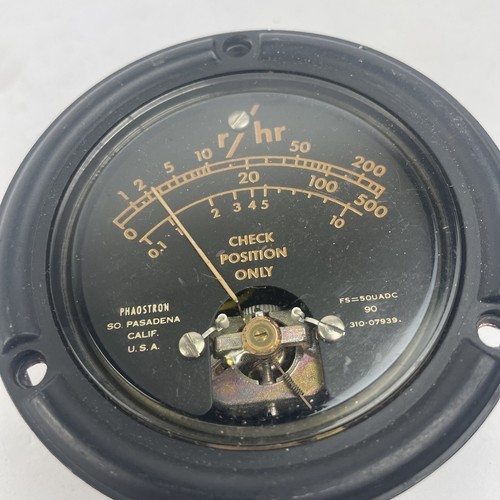 r/hr
1 2 5 10 50 200
0 20 100 500
0.1 1 2 3 4 5 10
CHECK
POSITION
ONLY
PHAOSTRON
SO. PASADENA
CALIF.
U.S.A.
FS=50UADC
90
310-07939.